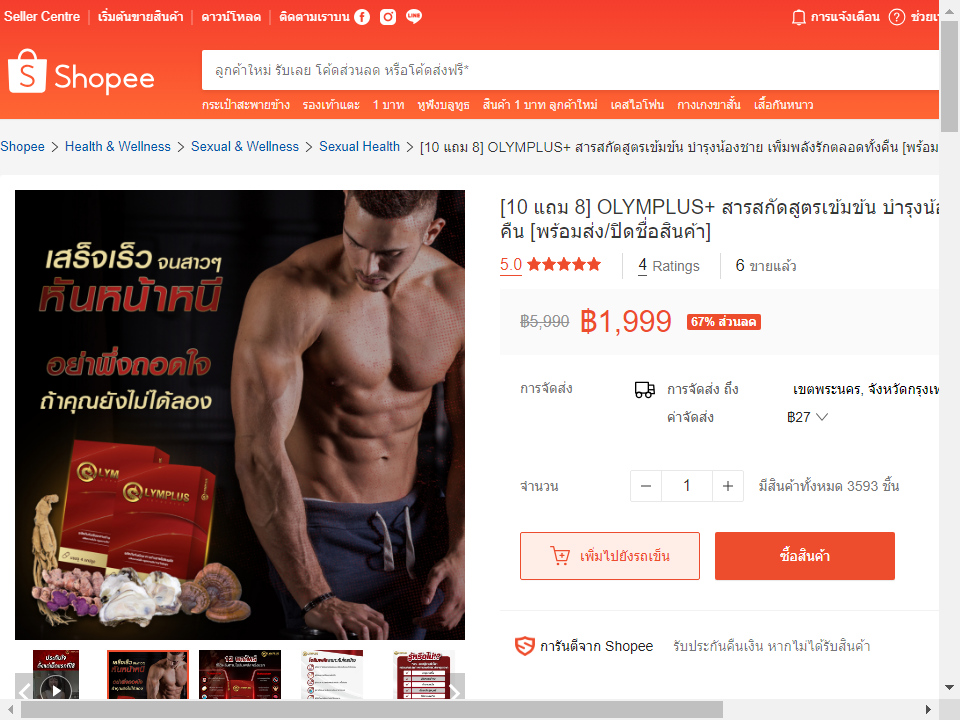 Seller Centre
เริ่มต้นขายสินค้า
ดาวน์โหลด
ติดตามเราบน
การแจ้งเตือน
Shopee
ลูกค้าใหม่ รับเลย โค้ดส่วนลด หรือโค้ดส่งฟรี*
กระเป๋าสะพายข้าง รองเท้าแตะ 1 บาท หูฟังบลูทูธ สินค้า 1 บาท ลูกค้าใหม่ เคสไอโฟน กางเกงขาสั้น เสื้อกันหนาว
Shopee > Health & Wellness > Sexual & Wellness > Sexual Health > [10 แถม 8] OLYMPLUS+ สารสกัดสูตรเข้มข้น บำรุงน้องชาย เพิ่มพลังรักตลอดทั้งคืน [พร้อม
เสร็จเร็ว จนสาวๆ
หันหน้าหนี
อย่าพึ่งถอดใจ
ถ้าคุณยังไม่ได้ลอง
OLYMPLUS
[10 แถม 8] OLYMPLUS+ สารสกัดสูตรเข้มข้น บำรุงน้อ
คืน [พร้อมส่ง/ปิดชื่อสินค้า]
5.0
4 Ratings
6 ขายแล้ว
฿5,990 ฿1,999 67% ส่วนลด
การจัดส่ง
การจัดส่ง ถึง
เขตพระนคร, จังหวัดกรุงเท
ค่าจัดส่ง
฿27
จำนวน
1
มีสินค้าทั้งหมด 3593 ชิ้น
เพิ่มไปยังรถเข็น
ซื้อสินค้า
การันตีจาก Shopee
รับประกันคืนเงิน หากไม่ได้รับสินค้า